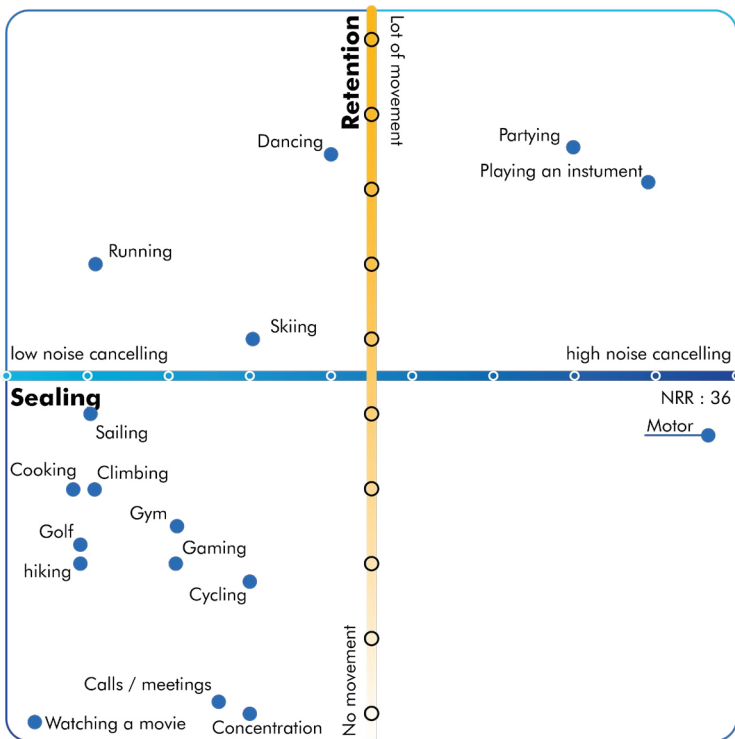 Retention
Lot of movement
Dancing
Partying
Playing an instument
Running
Skiing
low noise cancelling
high noise cancelling
Sealing
NRR : 36
Sailing
Motor
Cooking
Climbing
Gym
Golf
Gaming
hiking
Cycling
No movement
Calls / meetings
Watching a movie
Concentration